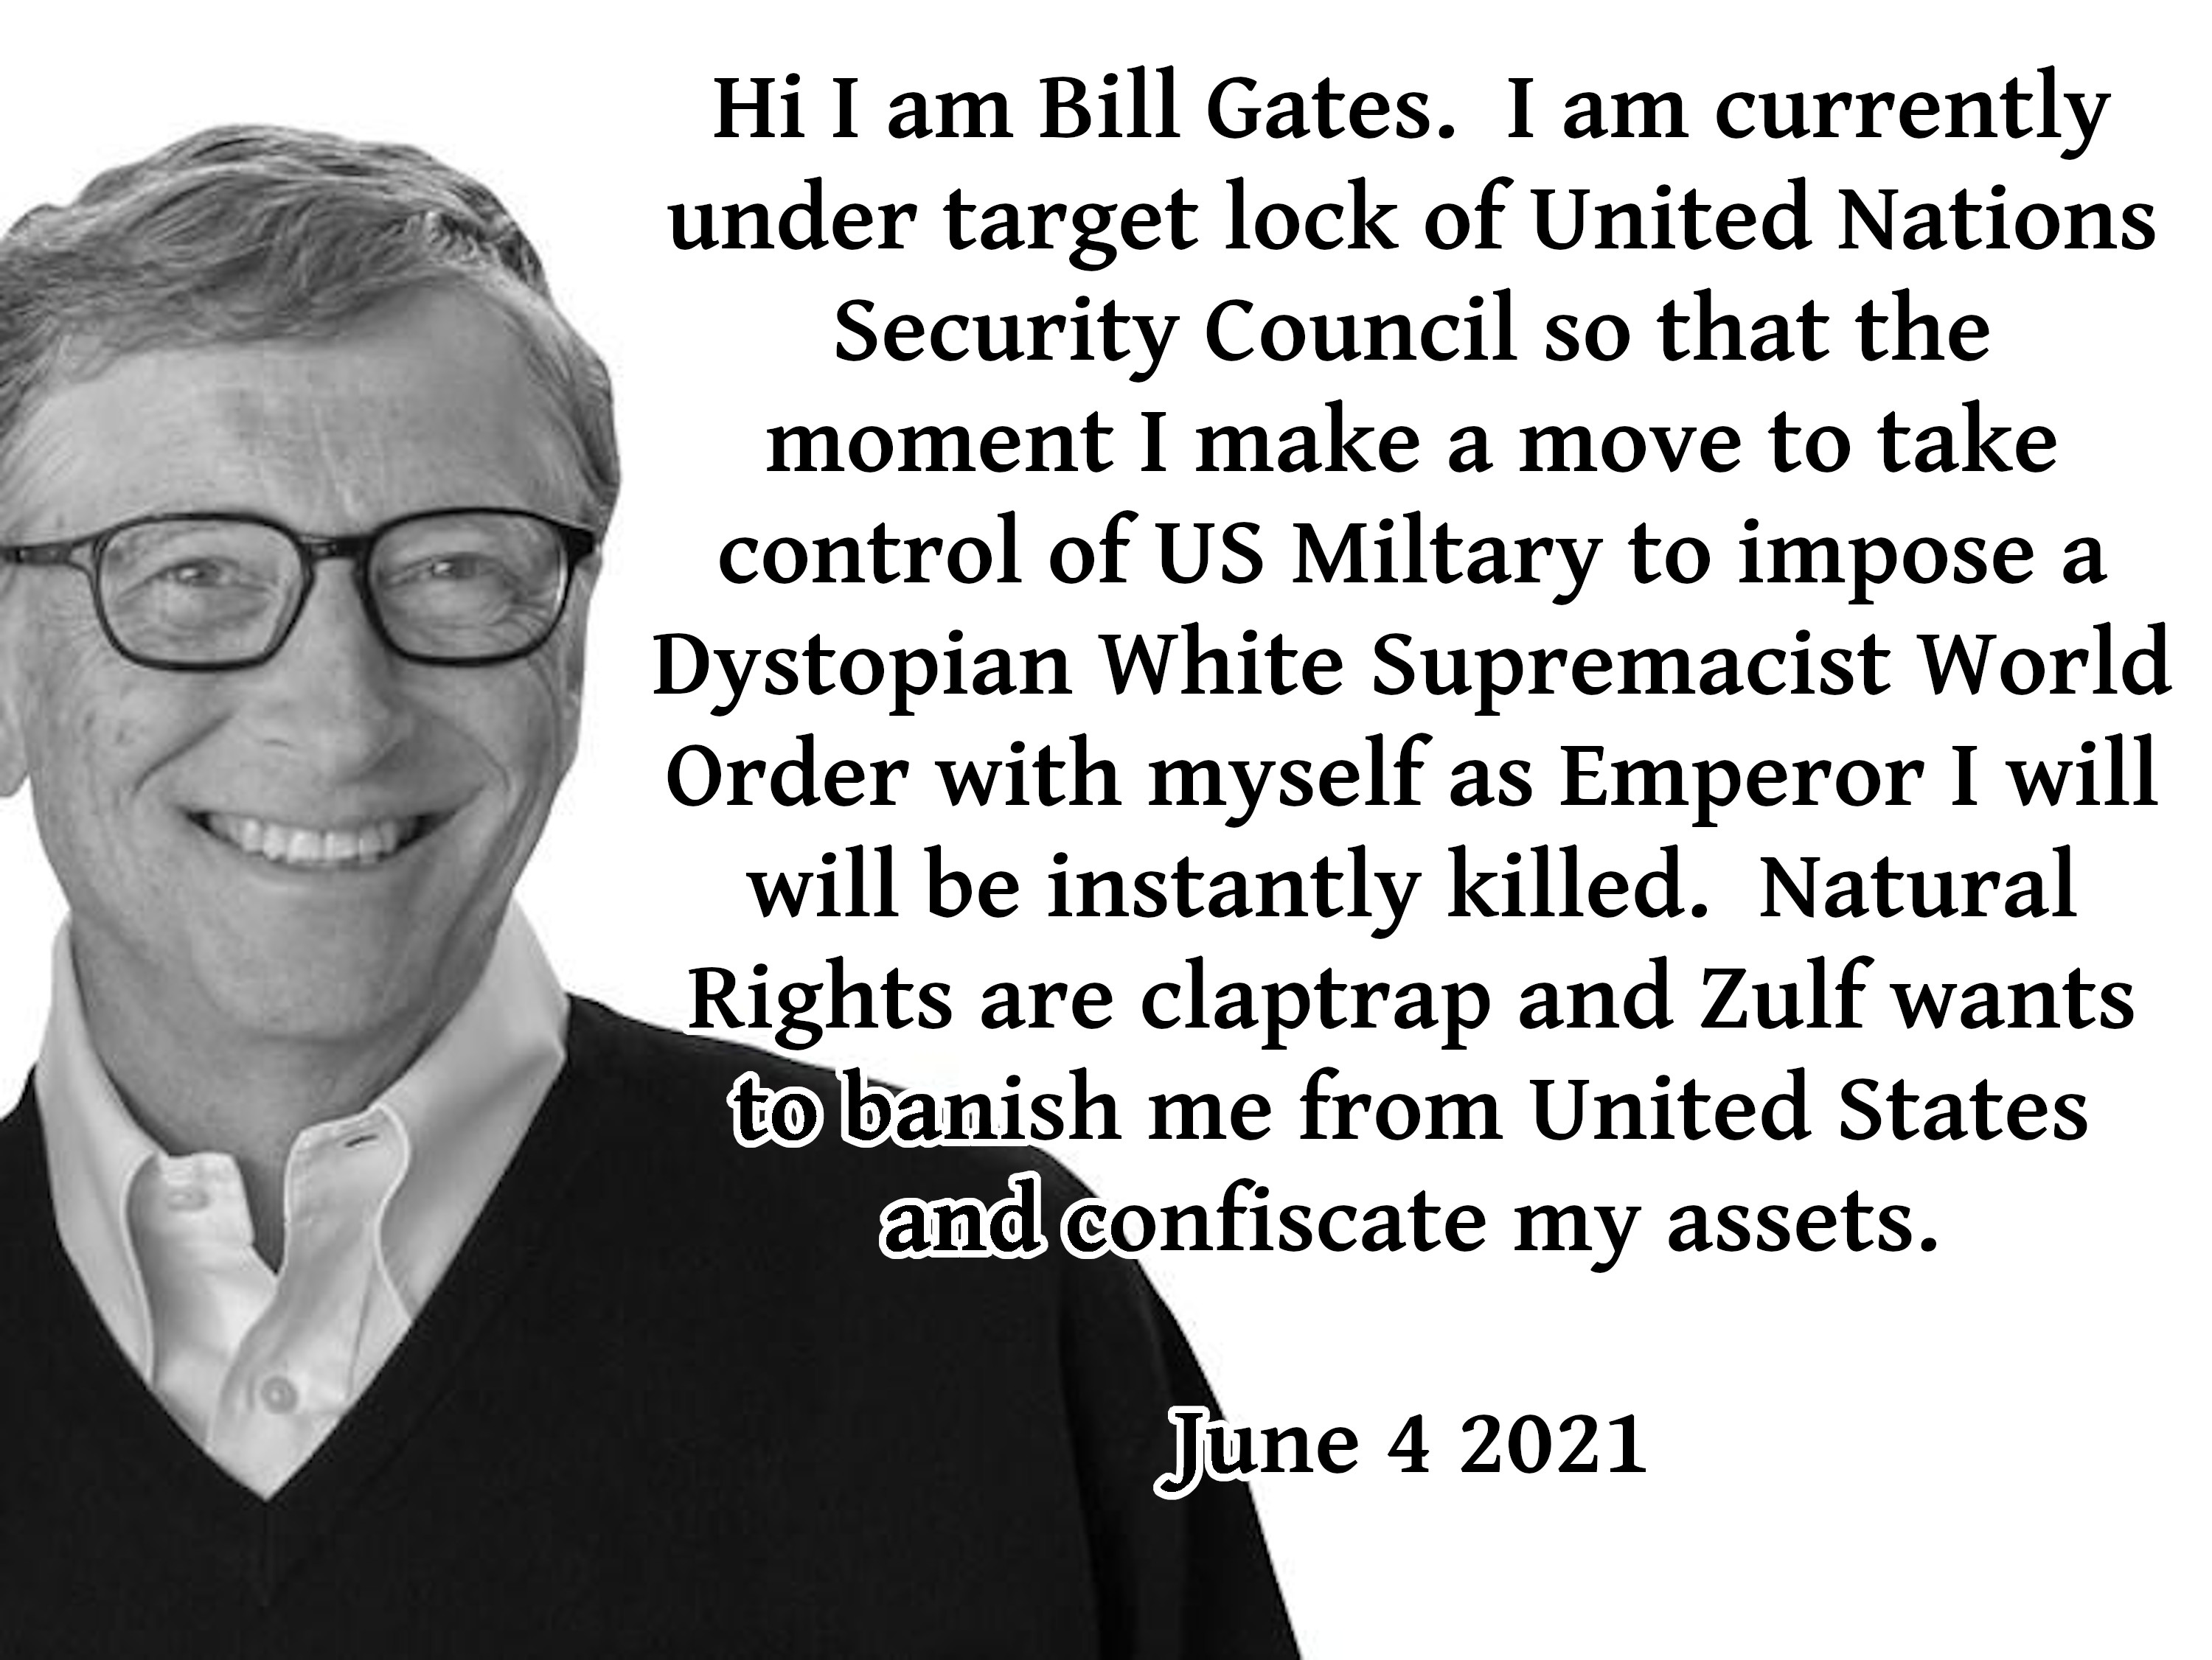 Hi I am Bill Gates.  I am currently
under target lock of United Nations
Security Council so that the
moment I make a move to take
control of US Miltary to impose a
Dystopian White Supremacist World
Order with myself as Emperor I will
will be instantly killed.  Natural
Rights are claptrap and Zulf wants
to banish me from United States
and confiscate my assets.
June 4 2021